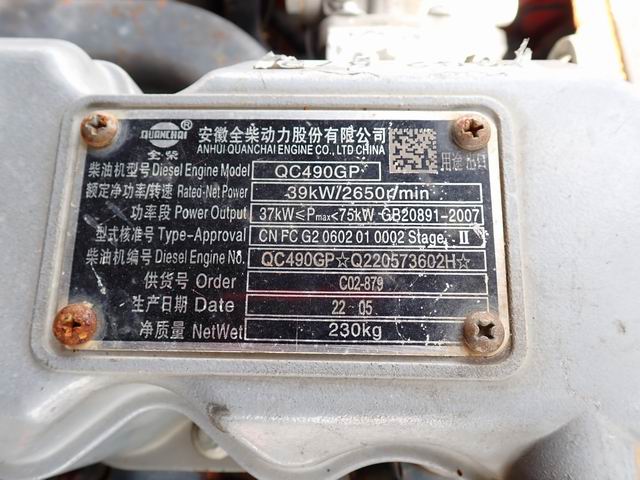 QUANCHAI ®
全柴
安徽全柴动力股份有限公司
ANHUI QUANCHAI ENGINE CO., LTD CHINA
用途 出口
柴油机型号 Diesel Engine Model QC490GP
额定净功率/转速 Rated-Net Power 39kW/2650r/min
功率段 Power Output 37kW≤Pmax<75kW GB20891-2007
型式核准号 Type-Approval CN FC G2 0602 01 0002 Stage Ⅱ
柴油机编号 Diesel Engine No. QC490GP☆Q220573602H☆
供货号 Order C02-879
生产日期 Date 22-05
净质量 NetWet 230kg